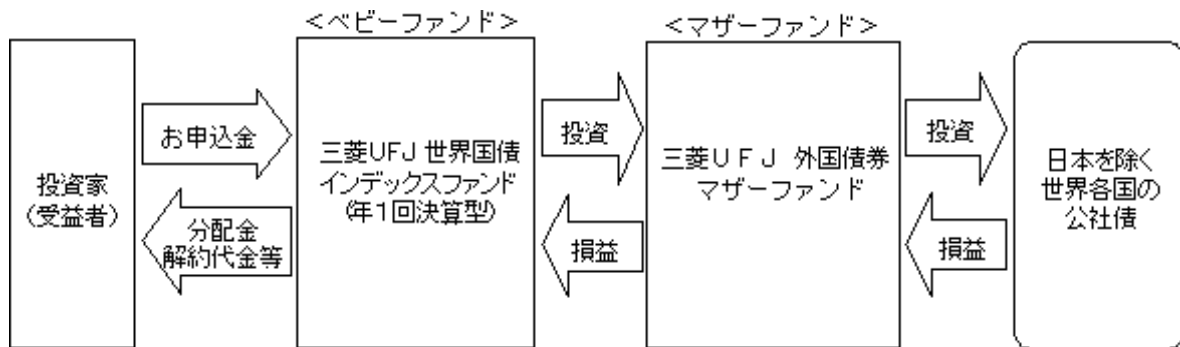 <ベビーファンド>
<マザーファンド>
投資家
(受益者)
お申込金
分配金
解約代金等
三菱UFJ 世界国債
インデックスファンド
(年1回決算型)
投資
損益
三菱UFJ 外国債券
マザーファンド
投資
損益
日本を除く
世界各国の
公社債